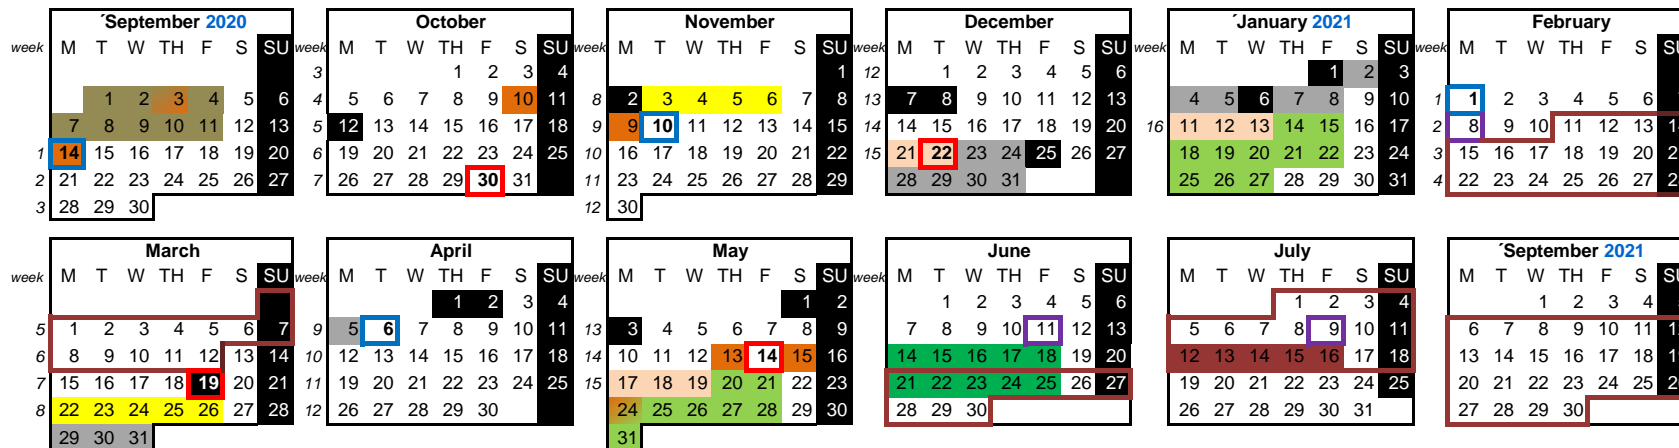 ´September 2020
week M T W TH F S SU
1 2 3 4 5 6
7 8 9 10 11 12 13
1 14 15 16 17 18 19 20
2 21 22 23 24 25 26 27
3 28 29 30
October
week M T W TH F S SU
3 1 2 3 4
4 5 6 7 8 9 10 11
5 12 13 14 15 16 17 18
6 19 20 21 22 23 24 25
7 26 27 28 29 30 31
November
week M T W TH F S SU
1
8 2 3 4 5 6 7 8
9 9 10 11 12 13 14 15
10 16 17 18 19 20 21 22
11 23 24 25 26 27 28 29
12 30
December
week M T W TH F S SU
12 1 2 3 4 5 6
13 7 8 9 10 11 12 13
14 14 15 16 17 18 19 20
15 21 22 23 24 25 26 27
28 29 30 31
´January 2021
week M T W TH F S SU
1 2 3
4 5 6 7 8 9 10
16 11 12 13 14 15 16 17
18 19 20 21 22 23 24
25 26 27 28 29 30 31
February
week M T W TH F S
1 1 2 3 4 5 6
2 8 9 10 11 12 13
3 15 16 17 18 19 20
4 22 23 24 25 26 27
March
week M T W TH F S SU
5 1 2 3 4 5 6 7
6 8 9 10 11 12 13 14
7 15 16 17 18 19 20 21
8 22 23 24 25 26 27 28
29 30 31
April
week M T W TH F S SU
1 2 3 4
9 5 6 7 8 9 10 11
10 12 13 14 15 16 17 18
11 19 20 21 22 23 24 25
12 26 27 28 29 30
May
week M T W TH F S SU
1 2
13 3 4 5 6 7 8 9
14 10 11 12 13 14 15 16
15 17 18 19 20 21 22 23
24 25 26 27 28 29 30
31
June
week M T W TH F S SU
1 2 3 4 5 6
7 8 9 10 11 12 13
14 15 16 17 18 19 20
21 22 23 24 25 26 27
28 29 30
July
M T W TH F S SU
1 2 3 4
5 6 7 8 9 10 11
12 13 14 15 16 17 18
19 20 21 22 23 24 25
26 27 28 29 30 31
´September 2021
M T W TH F S
1 2 3 4
6 7 8 9 10 11
13 14 15 16 17 18
20 21 22 23 24 25
27 28 29 30